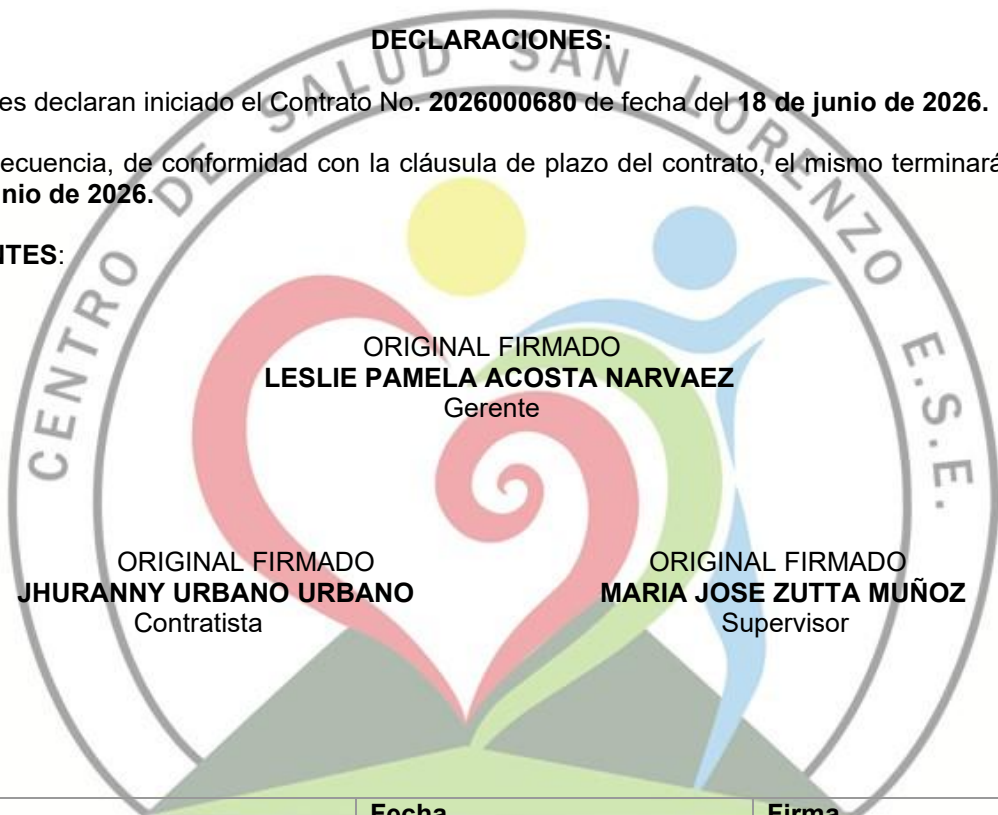 DECLARACIONES:
es declaran iniciado el Contrato No. 2026000680 de fecha del 18 de junio de 2026.
ecuencia, de conformidad con la cláusula de plazo del contrato, el mismo terminará
nio de 2026.
NTES:
ORIGINAL FIRMADO
LESLIE PAMELA ACOSTA NARVAEZ
Gerente
ORIGINAL FIRMADO ORIGINAL FIRMADO
JHURANNY URBANO URBANO MARIA JOSE ZUTTA MUÑOZ
Contratista Supervisor
Fecha Firma
CENTRO DE SALUD SAN LORENZO E.S.E.